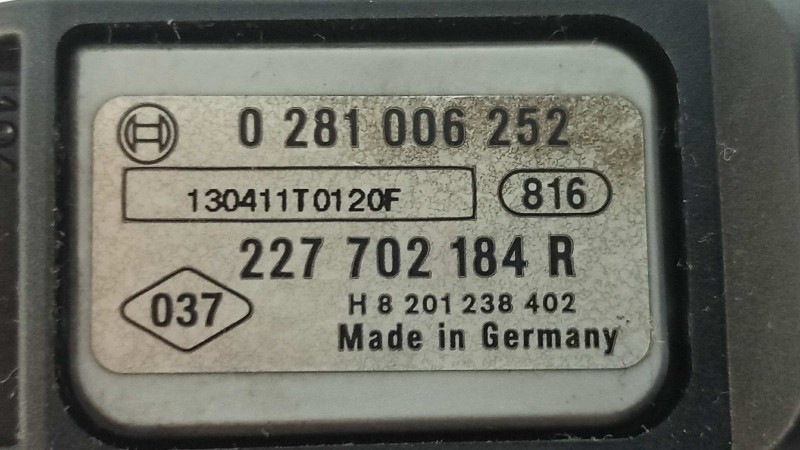 0 281 006 252
130411T0120F
816
227 702 184 R
037
H 8 201 238 402
Made in Germany